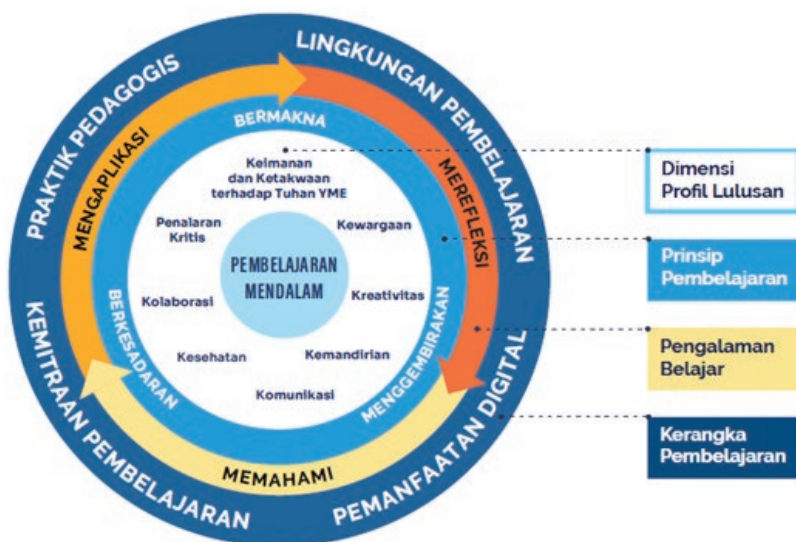 PRAKTIK PEDAGOGIS
LINGKUNGAN PEMBELAJARAN
MENGAPLIKASI
BERMAKNA
MEREFLEKSI
Keimanan
dan Ketakwaan
terhadap Tuhan YME
Penalaran
Kritis
Kewargaan
PEMBELAJARAN
MENDALAM
Kolaborasi
Kreativitas
Kesehatan
Kemandirian
Komunikasi
BERKESADARAN
MENGGEMBIRAKAN
MEMAHAMI
KEMITRAAN PEMBELAJARAN
PEMANFAATAN DIGITAL
Dimensi
Profil Lulusan
Prinsip
Pembelajaran
Pengalaman
Belajar
Kerangka
Pembelajaran